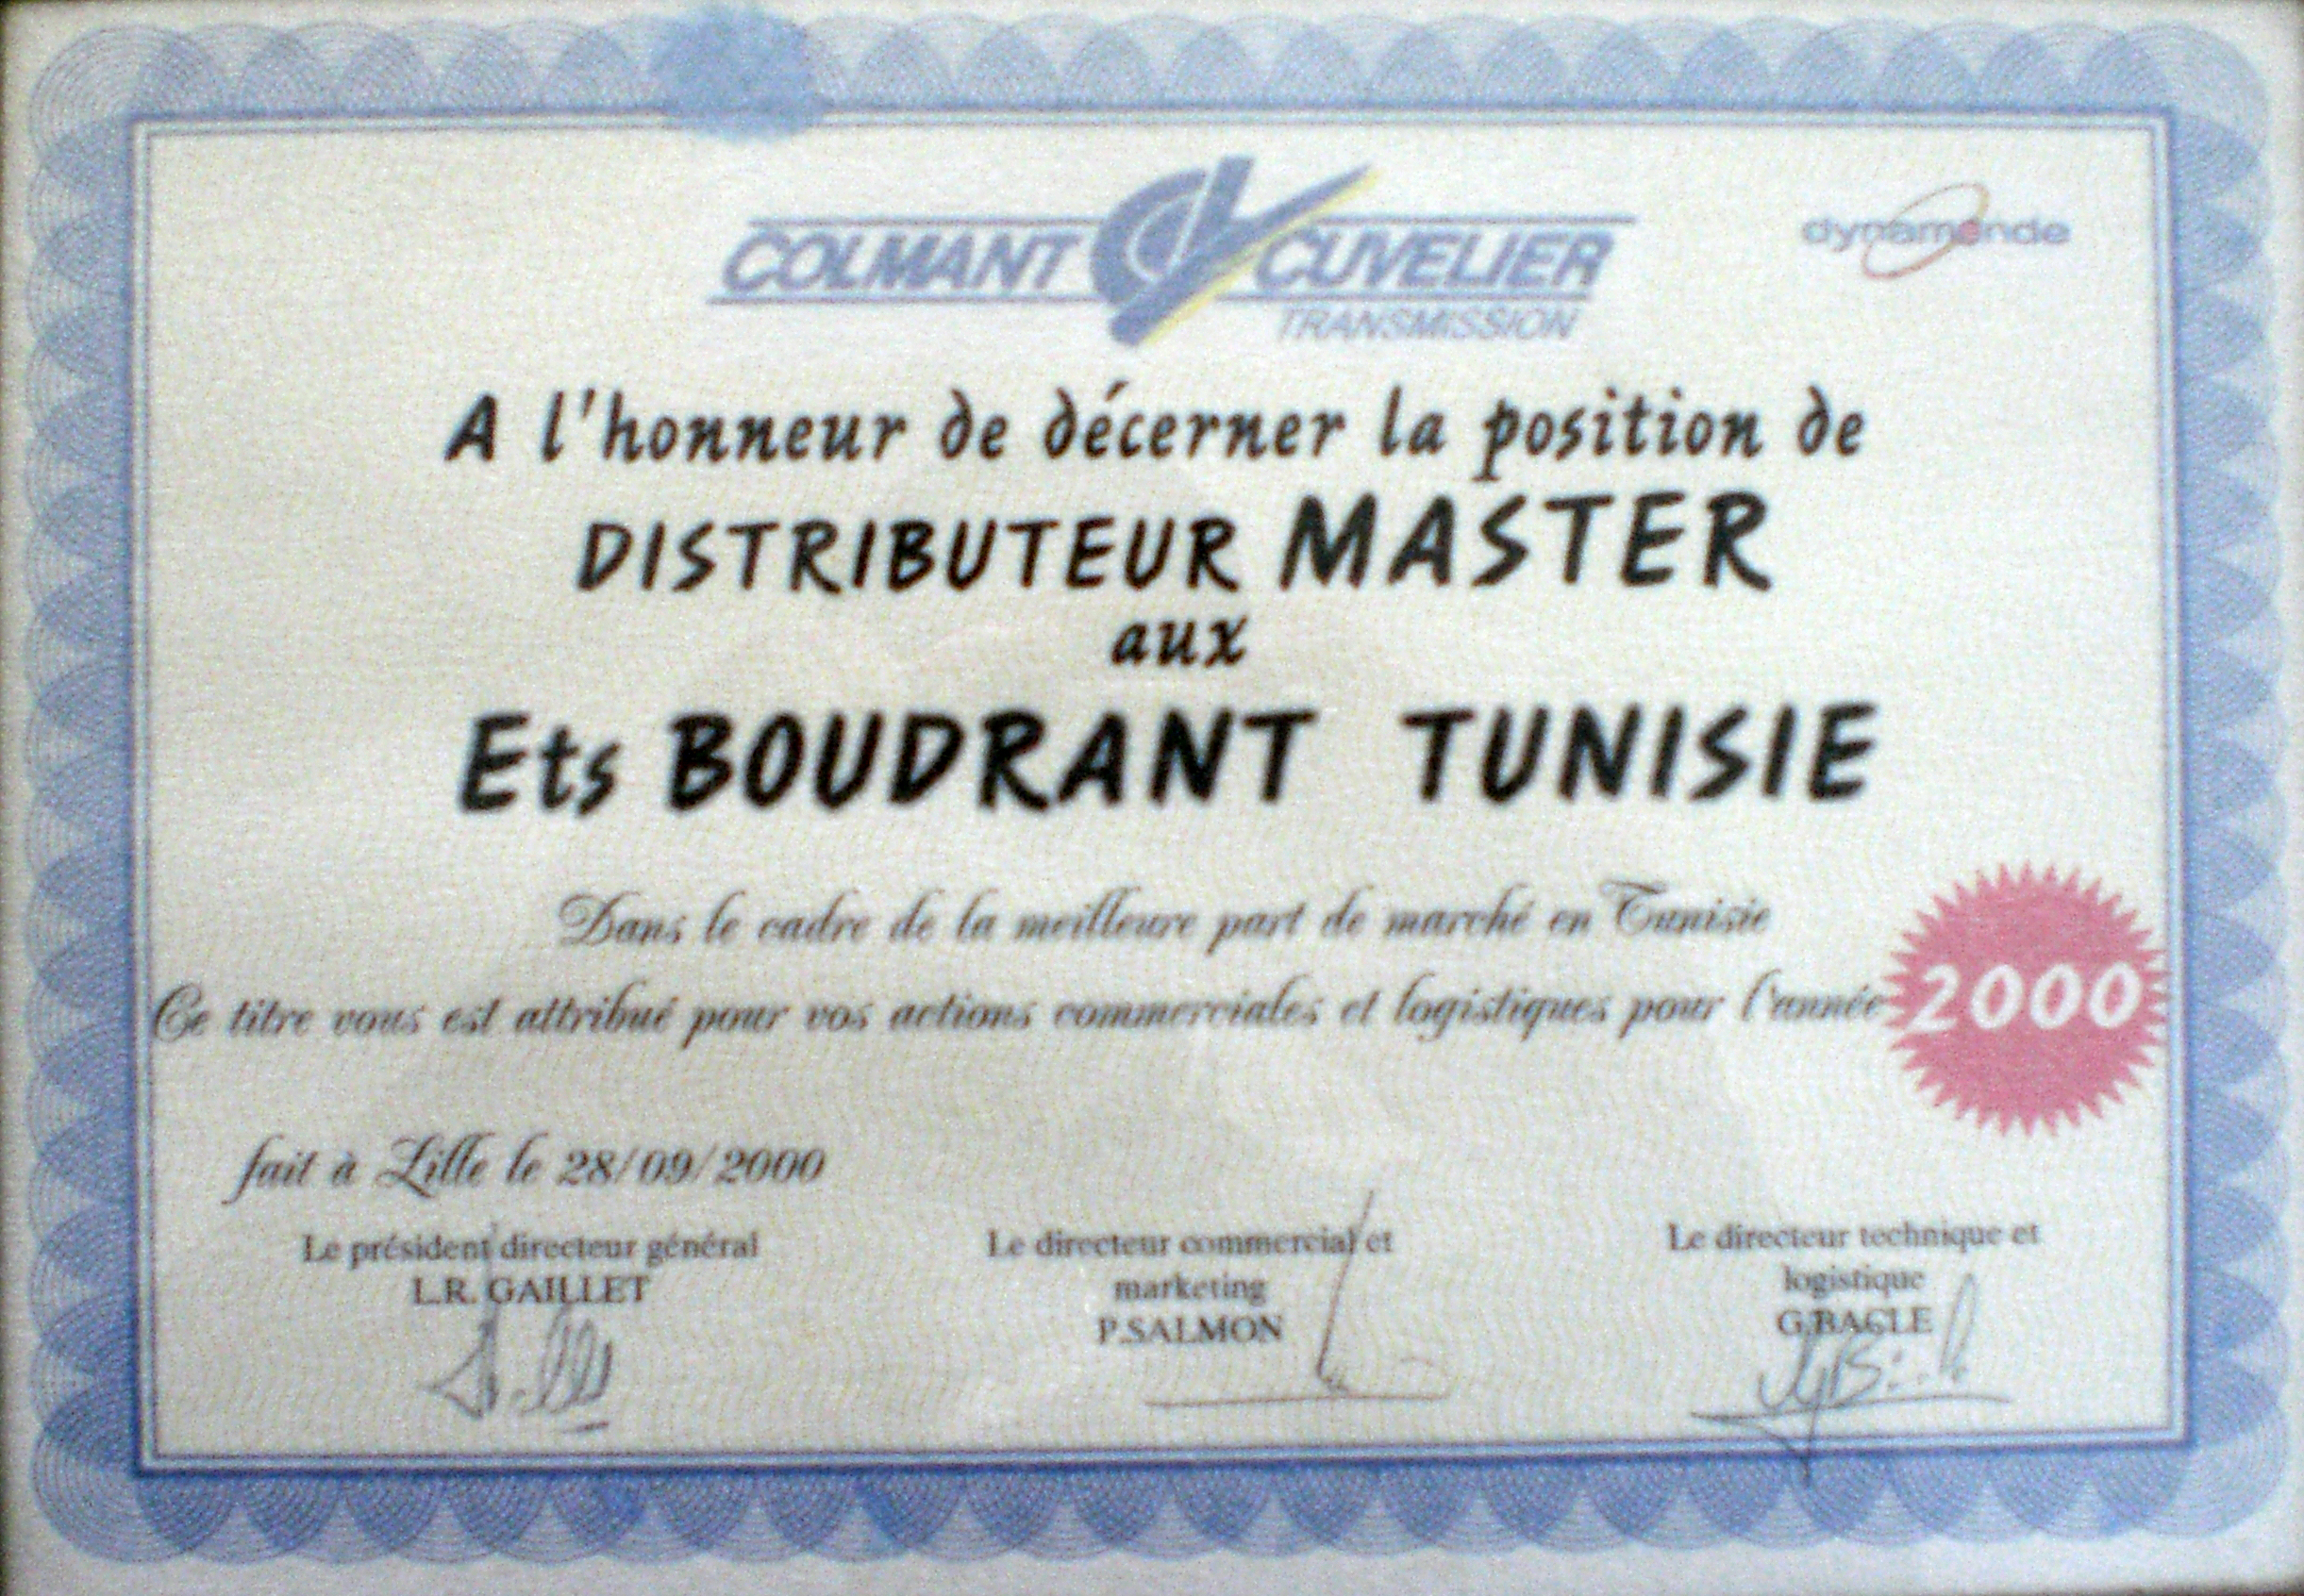 COLMANT CUVELIER
TRANSMISSION
dynamonde
A l'honneur de décerner la position de
DISTRIBUTEUR MASTER
aux
Ets BOUDRANT TUNISIE
Dans le cadre de la meilleure part de marché en Tunisie
Ce titre vous est attribué pour vos actions commerciales et logistiques pour l'année 2000
fait à Lille le 28/09/2000
Le président directeur général
L.R. GAILLET
Le directeur commercial et
marketing
P.SALMON
Le directeur technique et
logistique
G.BACLE